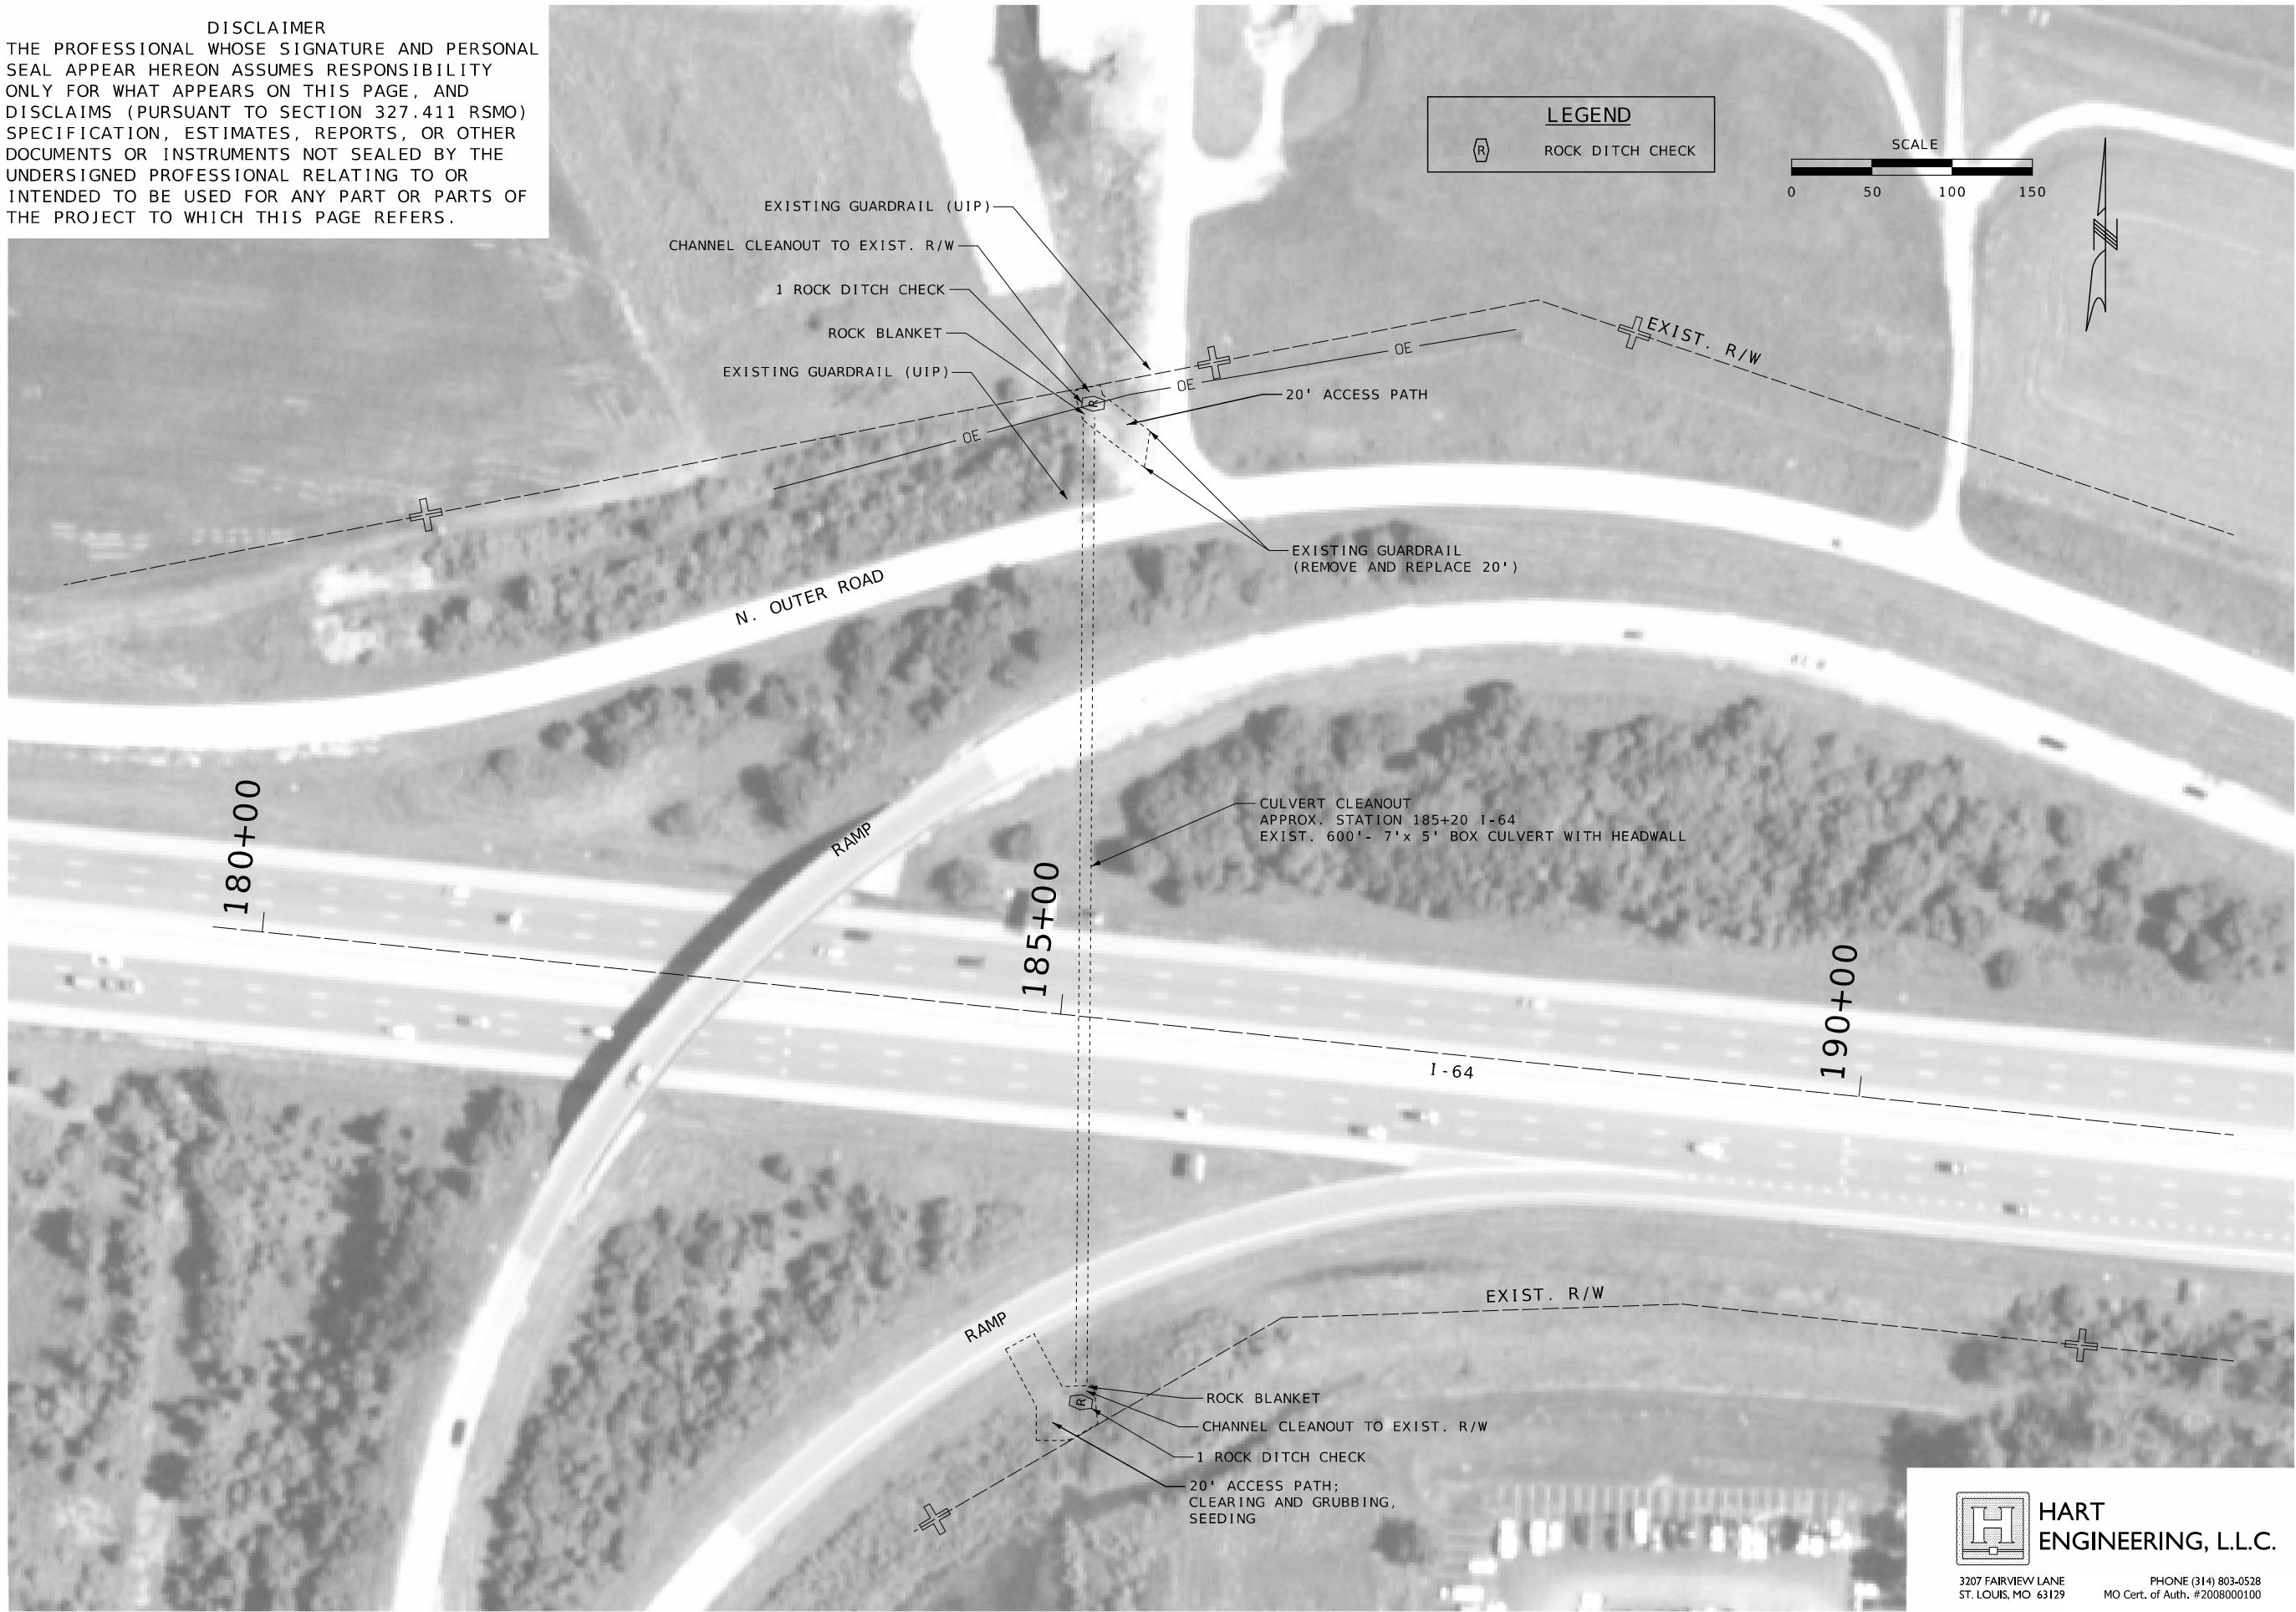 DISCLAIMER
THE PROFESSIONAL WHOSE SIGNATURE AND PERSONAL
SEAL APPEAR HEREON ASSUMES RESPONSIBILITY
ONLY FOR WHAT APPEARS ON THIS PAGE, AND
DISCLAIMS (PURSUANT TO SECTION 327.411 RSMO)
SPECIFICATION, ESTIMATES, REPORTS, OR OTHER
DOCUMENTS OR INSTRUMENTS NOT SEALED BY THE
UNDERSIGNED PROFESSIONAL RELATING TO OR
INTENDED TO BE USED FOR ANY PART OR PARTS OF
THE PROJECT TO WHICH THIS PAGE REFERS.
LEGEND
R ROCK DITCH CHECK
SCALE
0 50 100 150
N
EXISTING GUARDRAIL (UIP)
CHANNEL CLEANOUT TO EXIST. R/W
1 ROCK DITCH CHECK
ROCK BLANKET
EXISTING GUARDRAIL (UIP)
EXIST. R/W
OE
OE
OE
R
20' ACCESS PATH
EXISTING GUARDRAIL
(REMOVE AND REPLACE 20')
N. OUTER ROAD
CULVERT CLEANOUT
APPROX. STATION 185+20 I-64
EXIST. 600'- 7'x 5' BOX CULVERT WITH HEADWALL
RAMP
180+00
185+00
190+00
I-64
EXIST. R/W
RAMP
R
ROCK BLANKET
CHANNEL CLEANOUT TO EXIST. R/W
1 ROCK DITCH CHECK
20' ACCESS PATH;
CLEARING AND GRUBBING,
SEEDING
H
HART
ENGINEERING, L.L.C.
3207 FAIRVIEW LANE PHONE (314) 803-0528
ST. LOUIS, MO 63129 MO Cert. of Auth. #2008000100